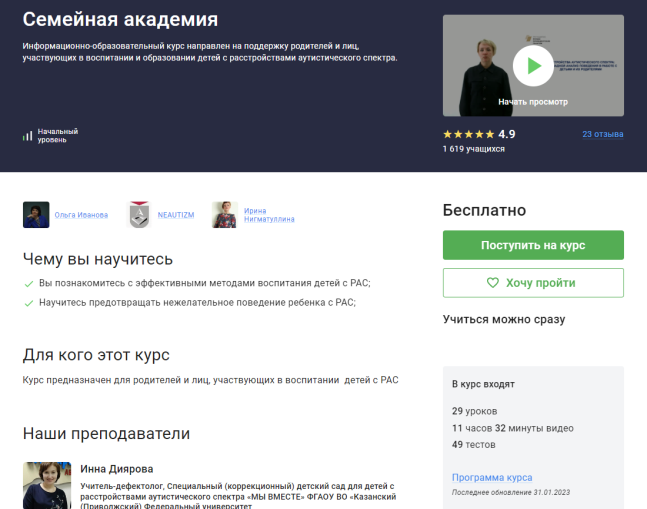 Семейная академия
Информационно-образовательный курс направлен на поддержку родителей и лиц,
участвующих в воспитании и образовании детей с расстройствами аутистического спектра.
Начать просмотр
Начальный
уровень
4.9
23 отзыва
1 619 учащихся
Ольга Иванова
NEAUTIZM
Ирина
Нигматуллина
Бесплатно
Поступить на курс
Хочу пройти
Учиться можно сразу
Чему вы научитесь
Вы познакомитесь с эффективными методами воспитания детей с РАС;
Научитесь предотвращать нежелательное поведение ребенка с РАС;
Для кого этот курс
Курс предназначен для родителей и лиц, участвующих в воспитании детей с РАС
В курс входят
29 уроков
11 часов 32 минуты видео
49 тестов
Программа курса
Последнее обновление 31.01.2023
Наши преподаватели
Инна Диярова
Учитель-дефектолог, Специальный (коррекционный) детский сад для детей с
расстройствами аутистического спектра «МЫ ВМЕСТЕ» ФГАОУ ВО «Казанский
(Приволжский) Федеральный университет